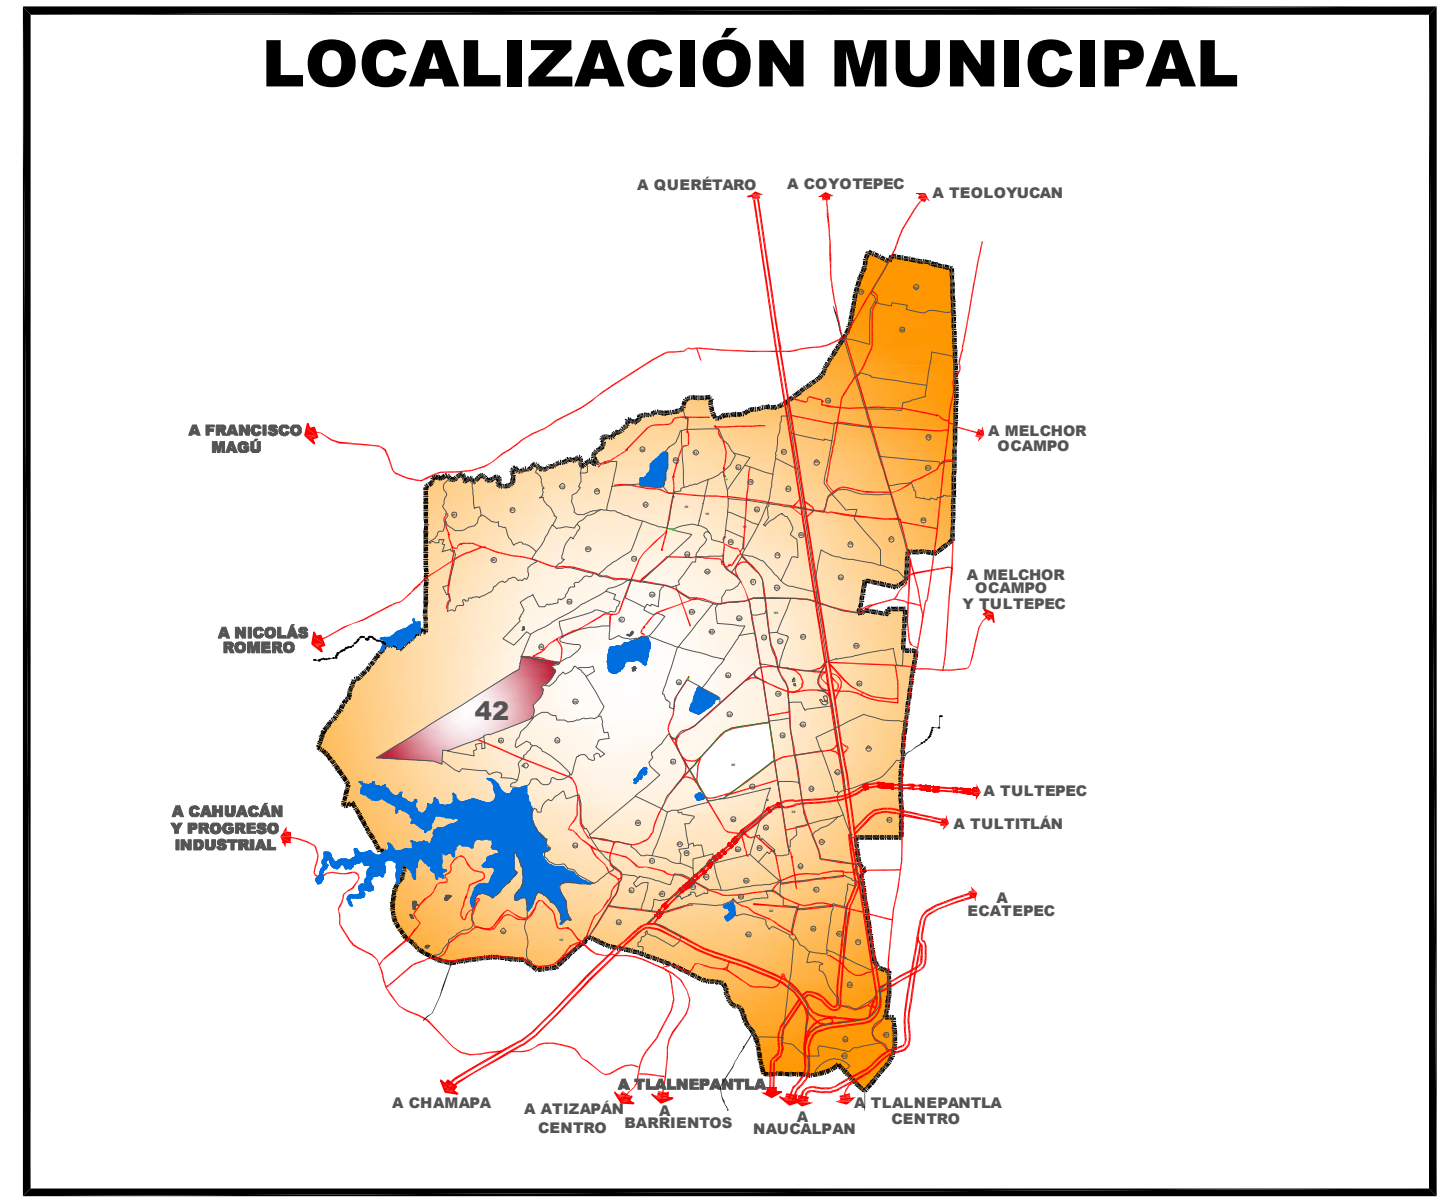 LOCALIZACIÓN MUNICIPAL
A QUERÉTARO
A COYOTEPEC
A TEOLOYUCAN
A FRANCISCO
MAGÚ
A MELCHOR
OCAMPO
A MELCHOR
OCAMPO
Y TULTEPEC
A NICOLÁS
ROMERO
42
A TULTEPEC
A CAHUACÁN
Y PROGRESO
INDUSTRIAL
A TULTITLÁN
A
ECATEPEC
A TLALNEPANTLA
A CHAMAPA
A ATIZAPÁN
CENTRO
A
BARRIENTOS
A
NAUCALPAN
A TLALNEPANTLA
CENTRO